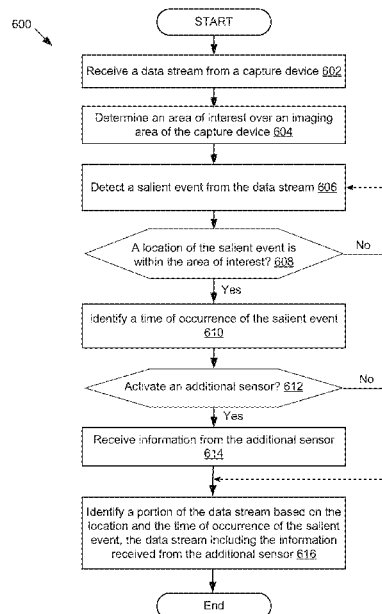 600
START
Receive a data stream from a capture device 602
Determine an area of interest over an imaging
area of the capture device 604
Detect a salient event from the data stream 606
A location of the salient event is
within the area of interest? 608
No
Yes
Identify a time of occurrence of the salient event
610
Activate an additional sensor? 612
No
Yes
Receive information from the additional sensor
614
Identify a portion of the data stream based on the
location and the time of occurrence of the salient
event, the data stream including the information
received from the additional sensor 616
End